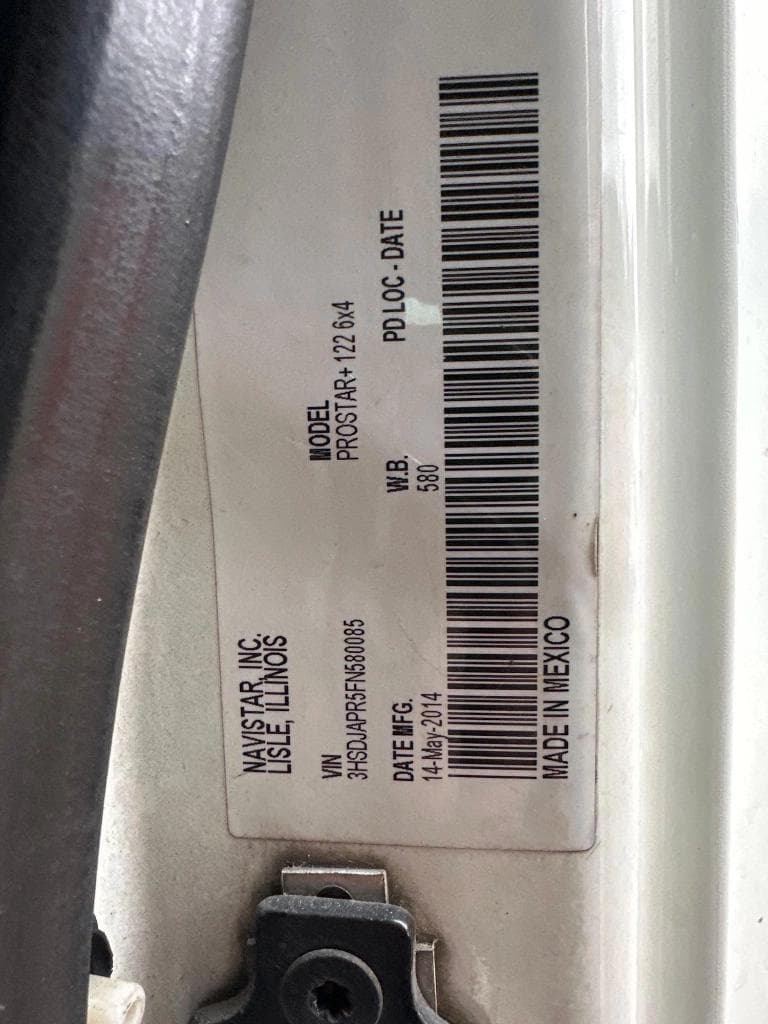 NAVISTAR, INC.
LISLE, ILLINOIS
VIN
3HSDJAPR5FN580085
MODEL
PROSTAR+ 122 6x4
DATE MFG.
14-May-2014
W.B.
580
PD LOC - DATE
MADE IN MEXICO